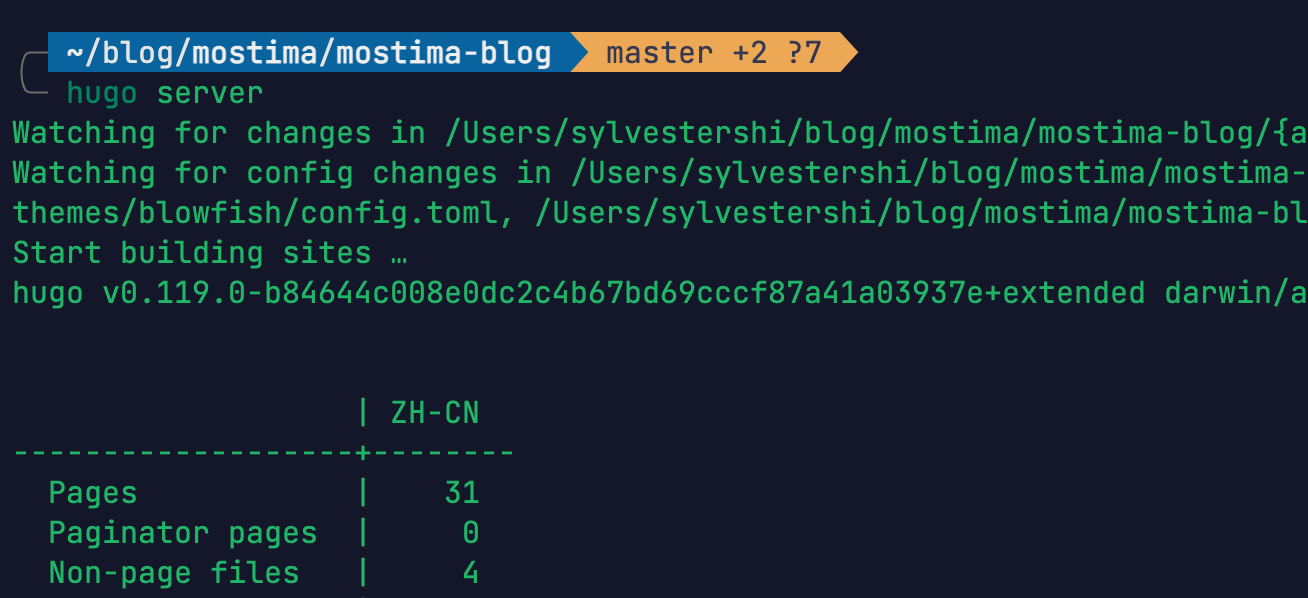 ~/blog/mostima/mostima-blog master +2 ?7
hugo server
Watching for changes in /Users/sylvestershi/blog/mostima/mostima-blog/{a
Watching for config changes in /Users/sylvestershi/blog/mostima/mostima-
themes/blowfish/config.toml, /Users/sylvestershi/blog/mostima/mostima-bl
Start building sites …
hugo v0.119.0-b84644c008e0dc2c4b67bd69cccf87a41a03937e+extended darwin/a
| ZH-CN
-------------------+--------
Pages | 31
Paginator pages | 0
Non-page files | 4